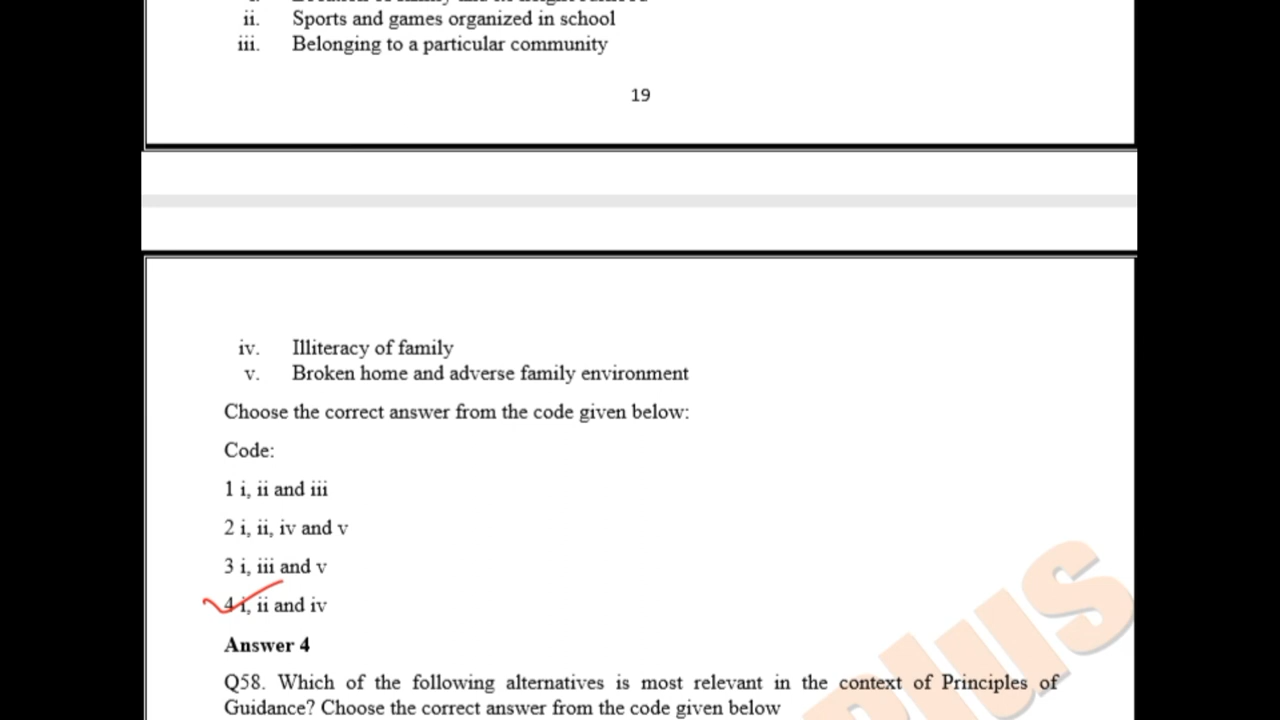 ii. Sports and games organized in school
iii. Belonging to a particular community
19
iv. Illiteracy of family
v. Broken home and adverse family environment
Choose the correct answer from the code given below:
Code:
1 i, ii and iii
2 i, ii, iv and v
3 i, iii and v
4 i, ii and iv
Answer 4
Q58. Which of the following alternatives is most relevant in the context of Principles of
Guidance? Choose the correct answer from the code given below
plus